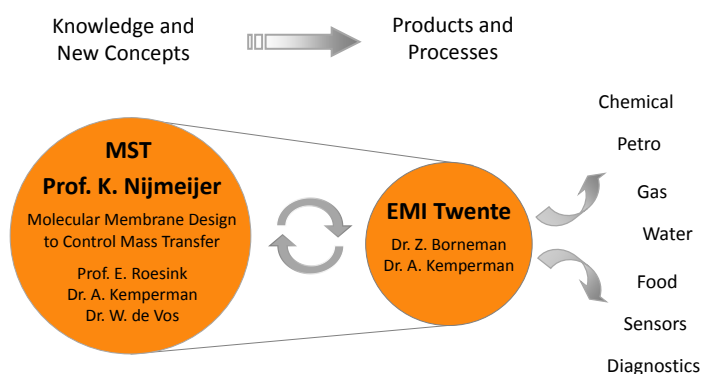 Knowledge and
New Concepts
Products and
Processes
MST
Prof. K. Nijmeijer
Molecular Membrane Design
to Control Mass Transfer
Prof. E. Roesink
Dr. A. Kemperman
Dr. W. de Vos
EMI Twente
Dr. Z. Borneman
Dr. A. Kemperman
Chemical
Petro
Gas
Water
Food
Sensors
Diagnostics